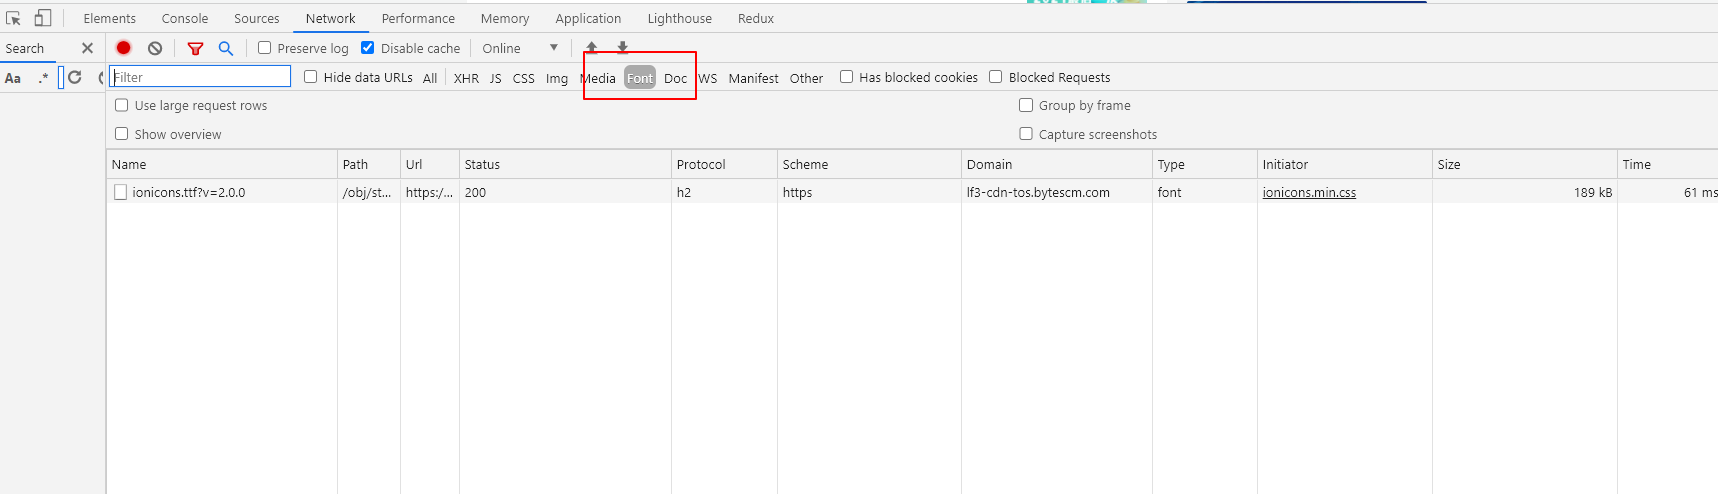 Elements Console Sources Network Performance Memory Application Lighthouse Redux
Search Preserve log Disable cache Online
Aa .* Filter Hide data URLs All XHR JS CSS Img Media Font Doc WS Manifest Other Has blocked cookies Blocked Requests
Use large request rows Group by frame
Show overview Capture screenshots
Name Path Url Status Protocol Scheme Domain Type Initiator Size Time
ionicons.ttf?v=2.0.0 /obj/st... https:/... 200 h2 https lf3-cdn-tos.bytescm.com font ionicons.min.css 189 kB 61 ms